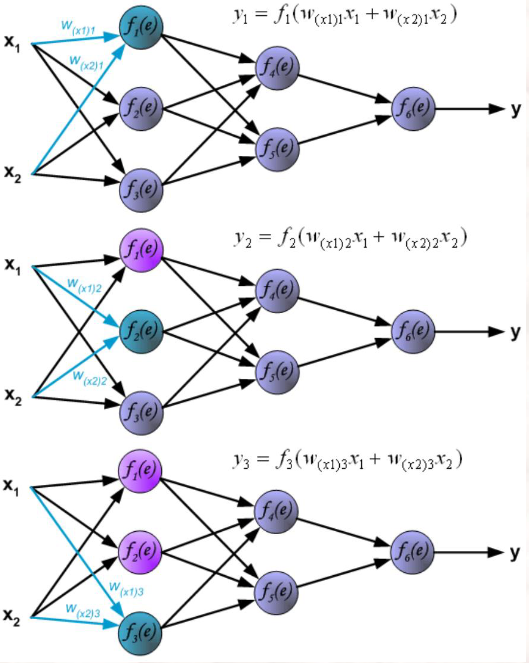 y₁ = f₁(w₍ₓ₁₎₁x₁ + w₍ₓ₂₎₁x₂)
x₁ w₍ₓ₁₎₁ f₁(e)
w₍ₓ₂₎₁
f₄(e)
f₂(e) f₆(e) y
f₅(e)
x₂
f₃(e)
y₂ = f₂(w₍ₓ₁₎₂x₁ + w₍ₓ₂₎₂x₂)
f₁(e)
x₁
w₍ₓ₁₎₂
f₄(e)
f₂(e) f₆(e) y
w₍ₓ₂₎₂
f₅(e)
x₂
f₃(e)
y₃ = f₃(w₍ₓ₁₎₃x₁ + w₍ₓ₂₎₃x₂)
f₁(e)
x₁
f₄(e)
f₂(e) f₆(e) y
w₍ₓ₁₎₃
f₅(e)
x₂ w₍ₓ₂₎₃
f₃(e)